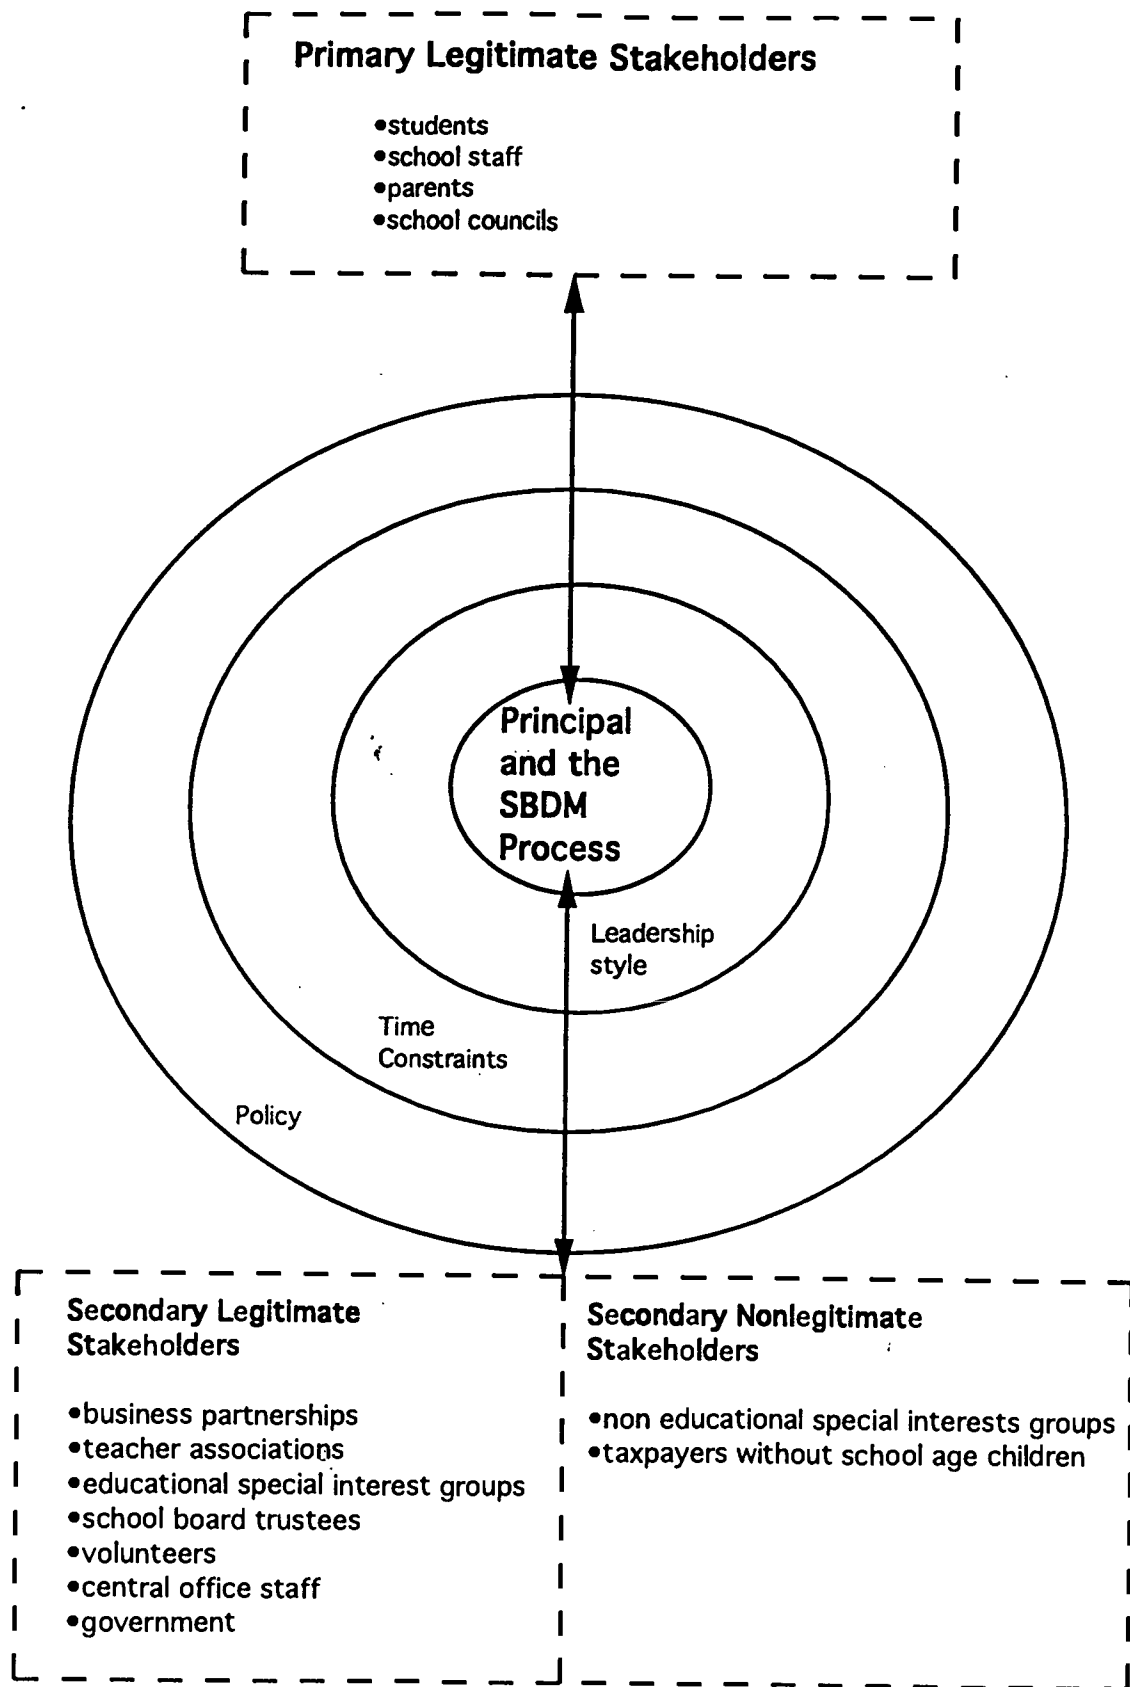 Primary Legitimate Stakeholders
•students
•school staff
•parents
•school councils
Principal
and the
SBDM
Process
Leadership
style
Time
Constraints
Policy
Secondary Legitimate
Stakeholders
•business partnerships
•teacher associations
•educational special interest groups
•school board trustees
•volunteers
•central office staff
•government
Secondary Nonlegitimate
Stakeholders
•non educational special interests groups
•taxpayers without school age children